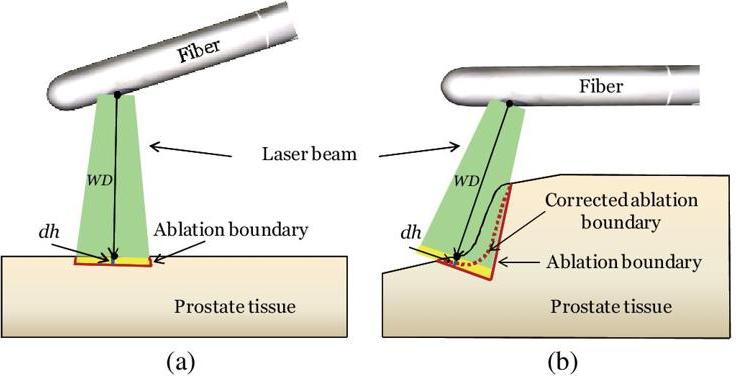 Fiber
Fiber
Laser beam
WD
WD
dh
Ablation boundary
Corrected ablation
boundary
dh
Ablation boundary
Prostate tissue
Prostate tissue
(a)
(b)